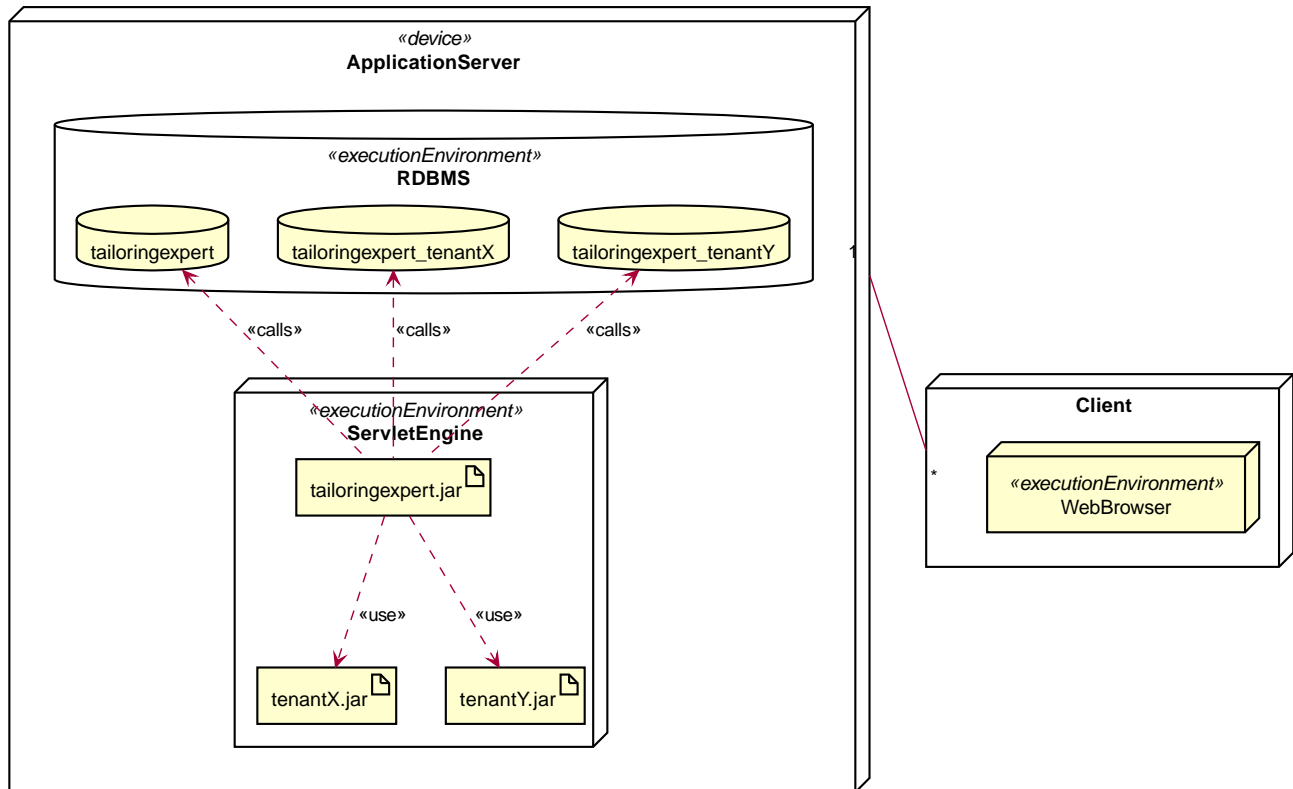 «device»
ApplicationServer
«executionEnvironment»
RDBMS
tailoringexpert
tailoringexpert_tenantX
tailoringexpert_tenantY
1
«calls»
«calls»
«calls»
«executionEnvironment»
ServletEngine
tailoringexpert.jar
«use»
«use»
tenantX.jar
tenantY.jar
Client
*
«executionEnvironment»
WebBrowser